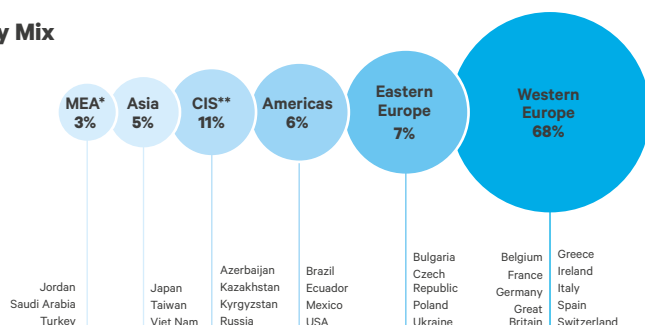 y Mix
MEA*
3%
Asia
5%
CIS**
11%
Americas
6%
Eastern
Europe
7%
Western
Europe
68%
Jordan
Saudi Arabia
Turkey
Japan
Taiwan
Viet Nam
Azerbaijan
Kazakhstan
Kyrgyzstan
Russia
Brazil
Ecuador
Mexico
USA
Bulgaria
Czech
Republic
Poland
Ukraine
Belgium
France
Germany
Great
Britain
Greece
Ireland
Italy
Spain
Switzerland